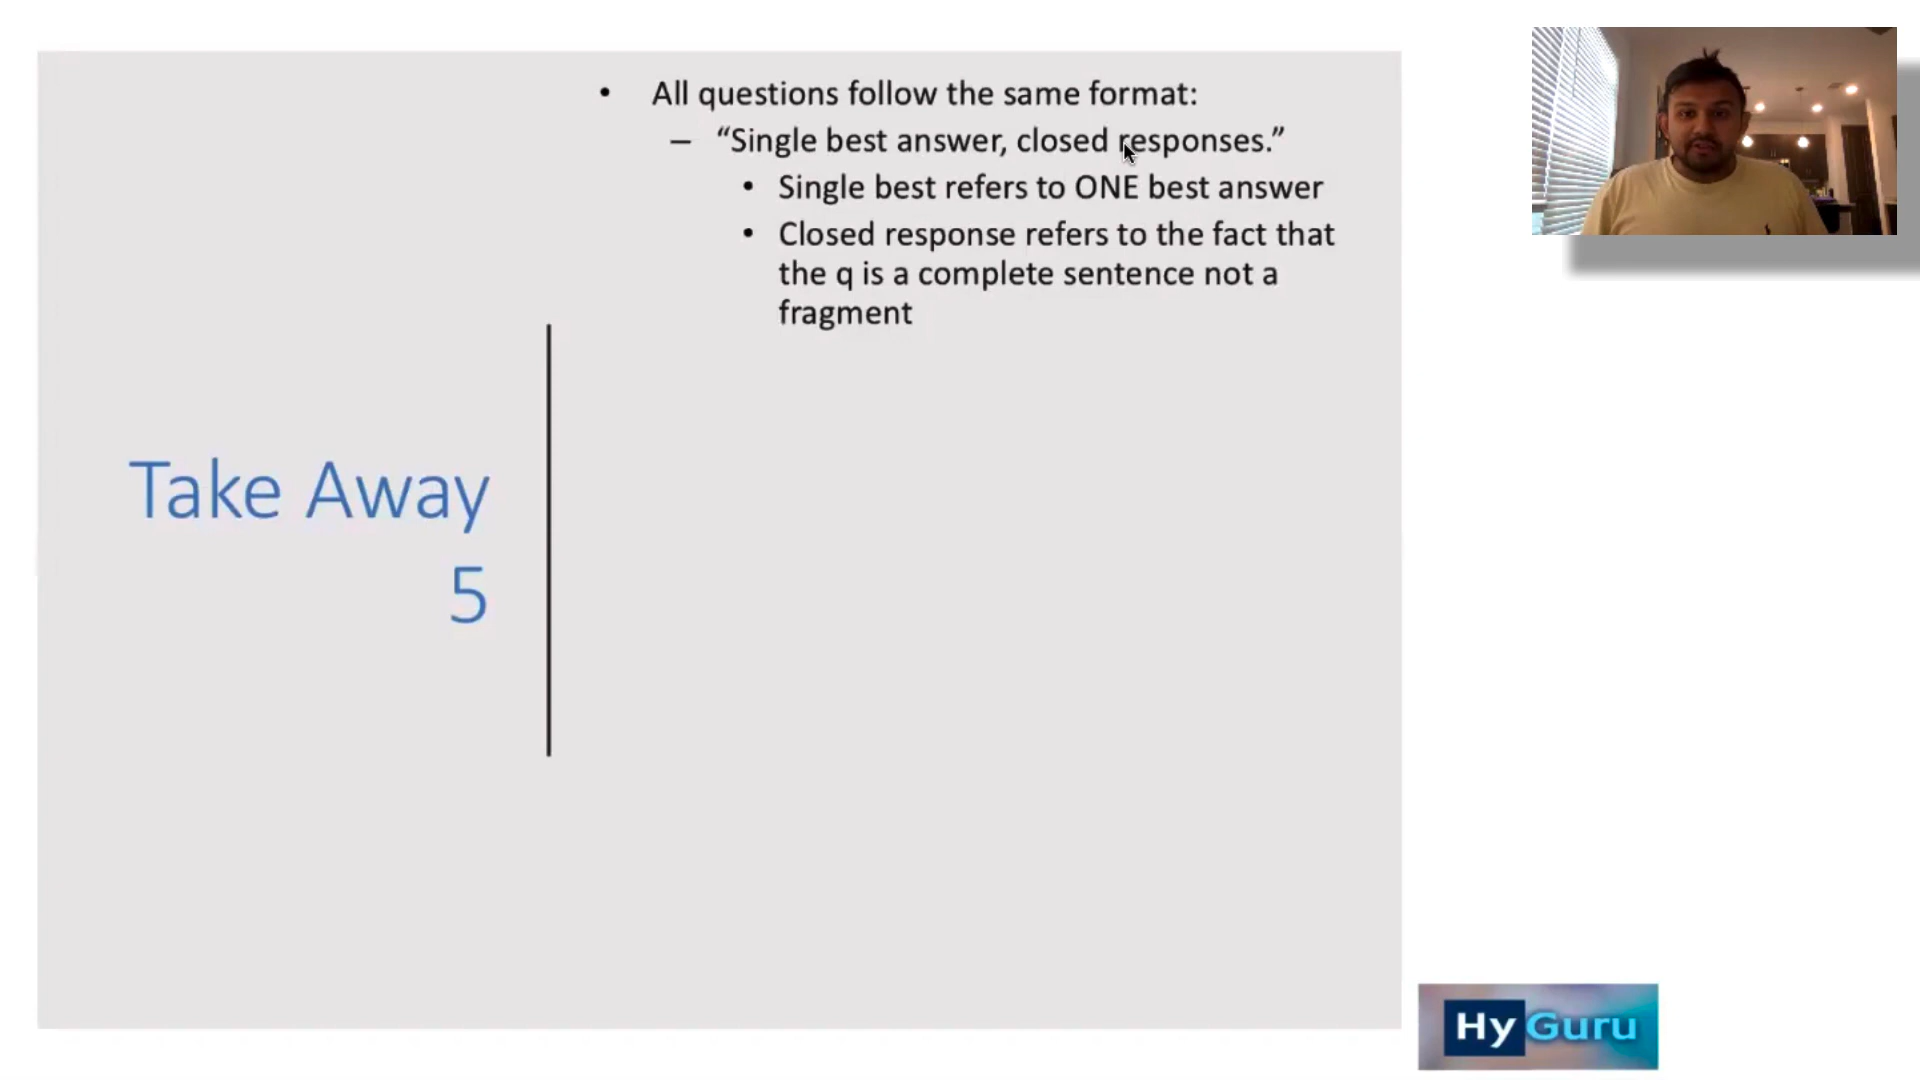 • All questions follow the same format:
– “Single best answer, closed responses.”
• Single best refers to ONE best answer
• Closed response refers to the fact that
the q is a complete sentence not a
fragment
Take Away
5
HyGuru